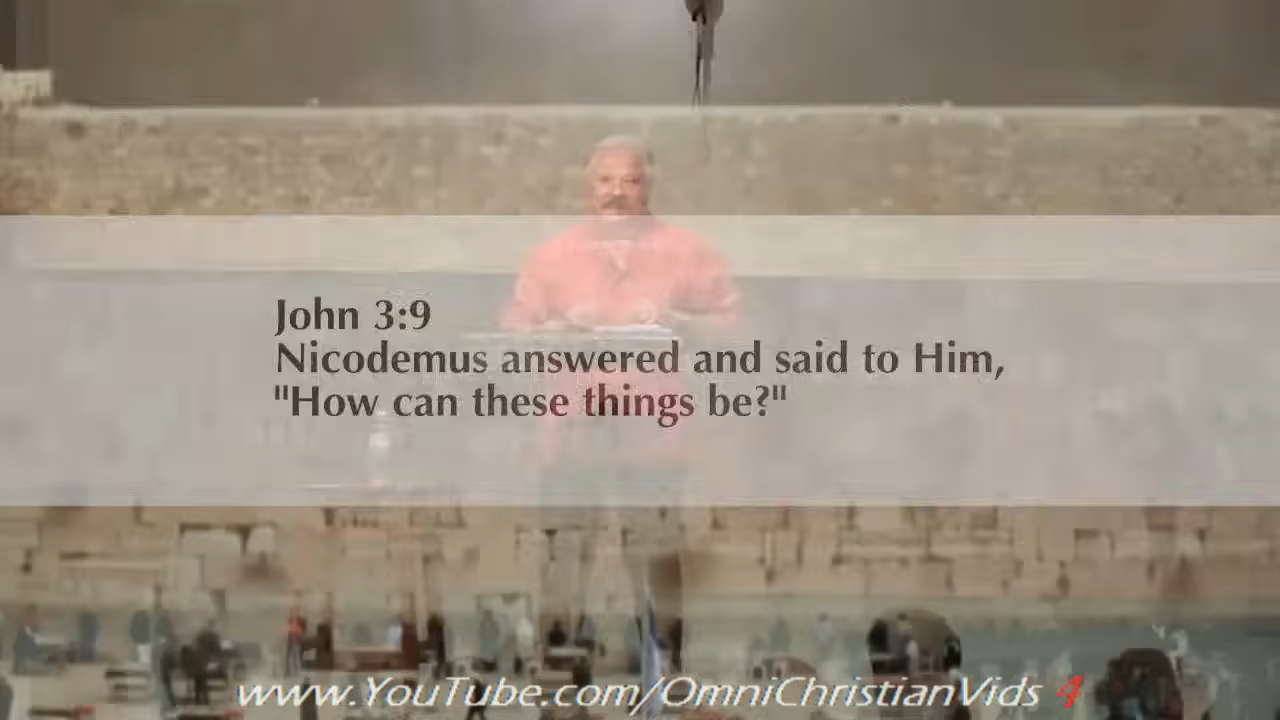 John 3:9
Nicodemus answered and said to Him,
"How can these things be?"
www.YouTube.com/OmniChristianVids 4